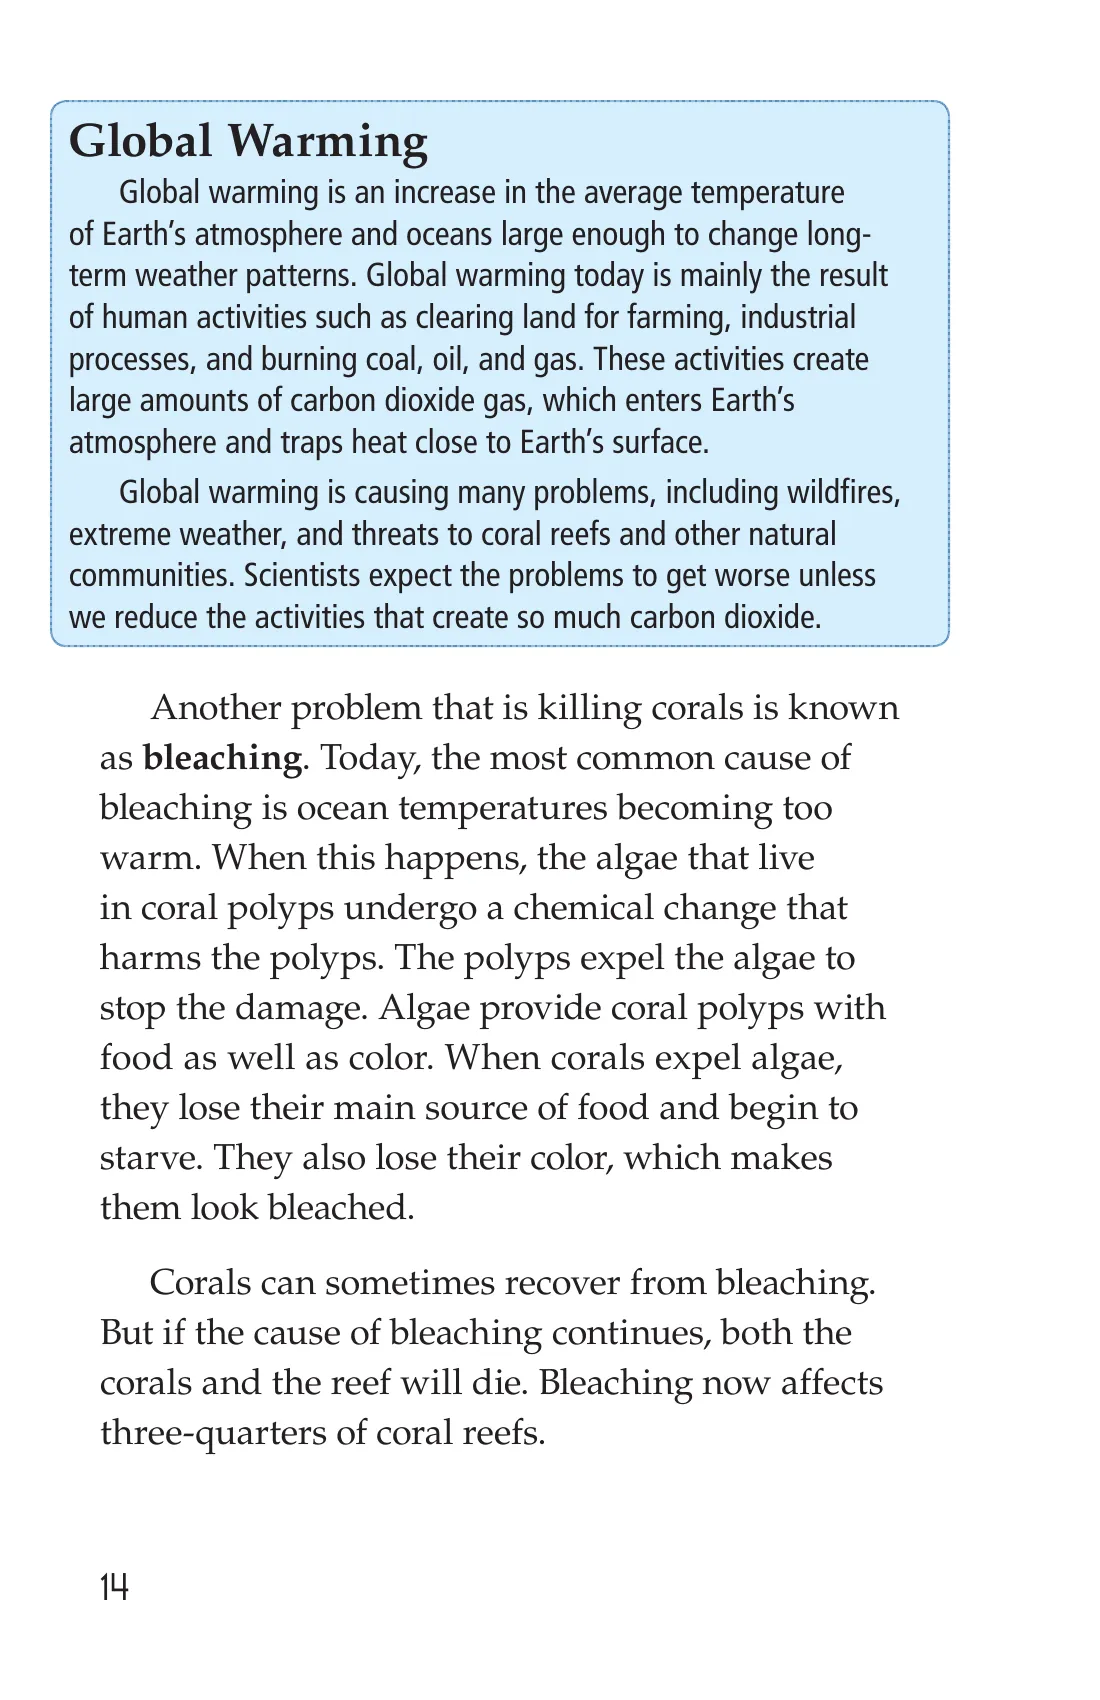 Global Warming
Global warming is an increase in the average temperature
of Earth’s atmosphere and oceans large enough to change long-
term weather patterns. Global warming today is mainly the result
of human activities such as clearing land for farming, industrial
processes, and burning coal, oil, and gas. These activities create
large amounts of carbon dioxide gas, which enters Earth’s
atmosphere and traps heat close to Earth’s surface.
Global warming is causing many problems, including wildfires,
extreme weather, and threats to coral reefs and other natural
communities. Scientists expect the problems to get worse unless
we reduce the activities that create so much carbon dioxide.
Another problem that is killing corals is known
as bleaching. Today, the most common cause of
bleaching is ocean temperatures becoming too
warm. When this happens, the algae that live
in coral polyps undergo a chemical change that
harms the polyps. The polyps expel the algae to
stop the damage. Algae provide coral polyps with
food as well as color. When corals expel algae,
they lose their main source of food and begin to
starve. They also lose their color, which makes
them look bleached.
Corals can sometimes recover from bleaching.
But if the cause of bleaching continues, both the
corals and the reef will die. Bleaching now affects
three-quarters of coral reefs.
14